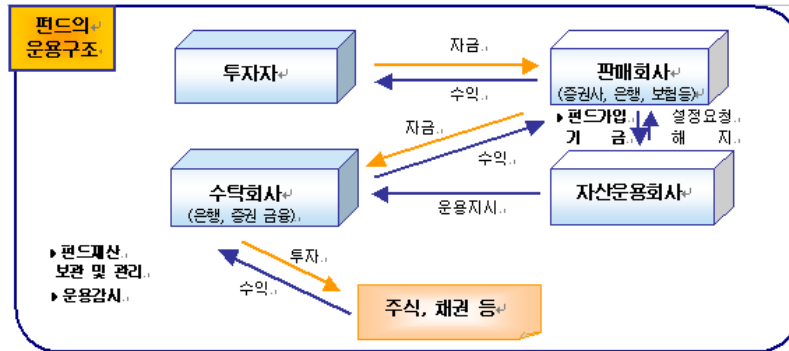 펀드의
운용구조
투자자
자금
수익
판매회사
(증권사, 은행, 보험등)
펀드가입
기 금
설정요청
해 지
자금
수익
수탁회사
(은행, 증권 금융)
운용지시
자산운용회사
펀드재산
보관 및 관리
운용감시
투자
수익
주식, 채권 등